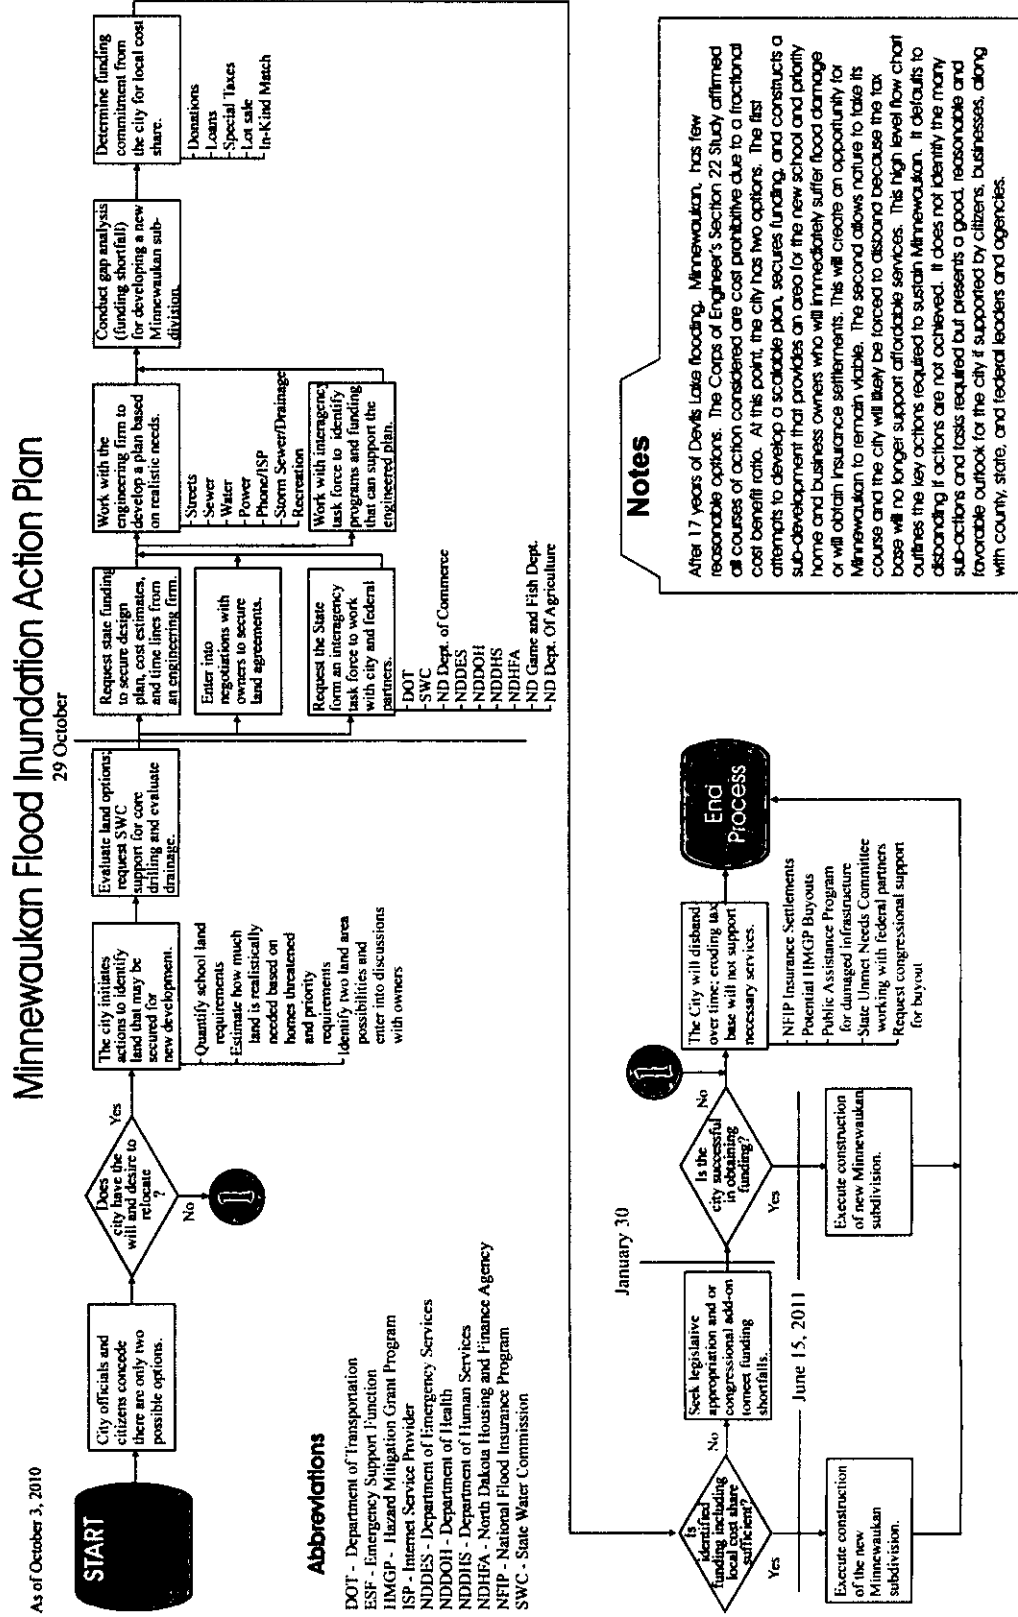 As of October 3, 2010
Minnewaukan Flood Inundation Action Plan
29 October
START
City officials and
citizens concede
there are only two
possible options.
Does
city have the
will and desire to
relocate
?
Yes
No
1
The city initiates
actions to identify
land that may be
secured for
new development.
Quantify school land
requirements
Estimate how much
land is realistically
needed based on
homes threatened
and priority
requirements
Identify two land area
possibilities and
enter into discussions
with owners
Evaluate land options;
request SWC
support for core
drilling and evaluate
drainage.
Request state funding
to secure design
plan, cost estimates,
and time lines from
an engineering firm.
Enter into
negotiations with
owners to secure
land agreements.
Request the State
form an interagency
task force to work
with city and federal
partners.
DOT
SWC
ND Dept. of Commerce
NDDES
NDDOH
NDDHS
NDHFA
ND Game and Fish Dept.
ND Dept. Of Agriculture
Work with the
engineering firm to
develop a plan based
on realistic needs.
Streets
Sewer
Water
Power
Phone/ISP
Storm Sewer/Drainage
Recreation
Work with interagency
task force to identify
programs and funding
that can support the
engineered plan.
Conduct gap analysis
(funding shortfall)
for developing a new
Minnewaukan sub-
division.
Determine funding
commitment from
the city for local cost
share.
Donations
Loans
Special Taxes
Lot sale
In-Kind Match
Abbreviations
DOT - Department of Transportation
ESF - Emergency Support Function
HMGP - Hazard Mitigation Grant Program
ISP - Internet Service Provider
NDDES - Department of Emergency Services
NDDOH - Department of Health
NDDHS - Department of Human Services
NDHFA - North Dakota Housing and Finance Agency
NFIP - National Flood Insurance Program
SWC - State Water Commission
Is
identified
funding including
local cost share
sufficient?
No
Yes
Execute construction
of the new
Minnewaukan
subdivision.
Seek legislative
appropriation and or
congressional add-on
tomeet funding
shortfalls.
January 30
June 15, 2011
Is the
city successful
in obtaining
funding?
No
Yes
Execute construction
of new Minnewaukan
subdivision.
1
The City will disband
over time; eroding tax
base will not support
necessary services.
NFIP Insurance Settlements
Potential HMGP Buyouts
Public Assistance Program
for damaged infrastructure
State Unmet Needs Committee
working with federal partners
Request congressional support
for buyout
End
Process
Notes
After 17 years of Devils Lake flooding, Minnewaukan, has few
reasonable options. The Corps of Engineer's Section 22 Study affirmed
all courses of action considered are cost prohibitive due to a fractional
cost benefit ratio. At this point, the city has two options. The first
attempts to develop a scalable plan, secures funding, and constructs a
sub-development that provides an area for the new school and priority
home and business owners who will immediately suffer flood damage
or will obtain insurance settlements. This will create an opportunity for
Minnewaukan to remain viable. The second allows nature to take its
course and the city will likely be forced to disband because the tax
base will no longer support affordable services. This high level flow chart
outlines the key actions required to sustain Minnewaukan. It defaults to
disbanding if actions are not achieved. It does not identify the many
sub-actions and tasks required but presents a good, reasonable and
favorable outlook for the city if supported by citizens, businesses, along
with county, state, and federal leaders and agencies.